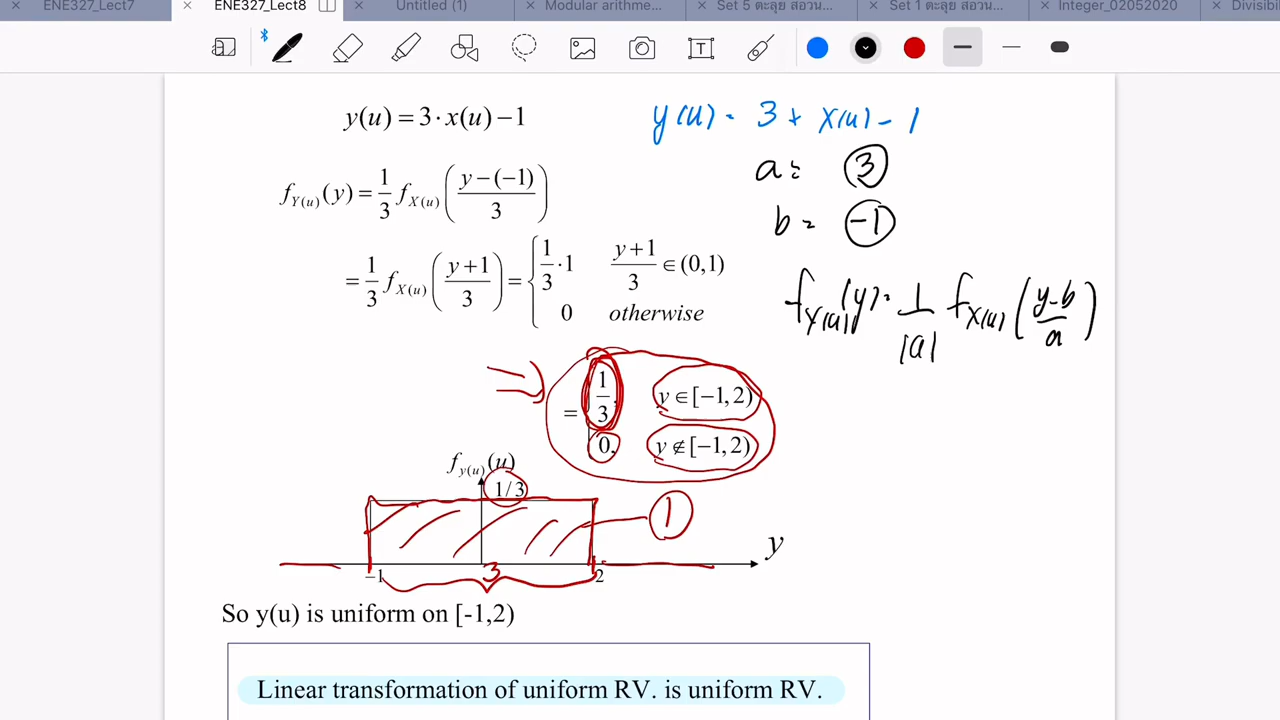 ENE327_Lect7 ENE327_Lect8 Untitled (1) Modular arithme... Set 5 ตะลุย สอวน... Set 1 ตะลุย สอวน... Integer_02052020 Divisibil
y(u) = 3 · x(u) − 1
y(u) = 3 + x(u) − 1
a = 3
f_{Y(u)}(y) = 1/3 f_{X(u)}((y − (−1))/3)
b = −1
= 1/3 f_{X(u)}((y + 1)/3) = { 1/3 · 1 (y + 1)/3 ∈ (0,1)
0 otherwise
f_{Y(u)}(y) = 1/|a| f_{X(u)}((y − b)/a)
= { 1/3, y ∈ [−1, 2)
0, y ∉ [−1, 2)
f_{y(u)}(u)
1/3
1
y
−1 3 2
So y(u) is uniform on [-1,2)
Linear transformation of uniform RV. is uniform RV.